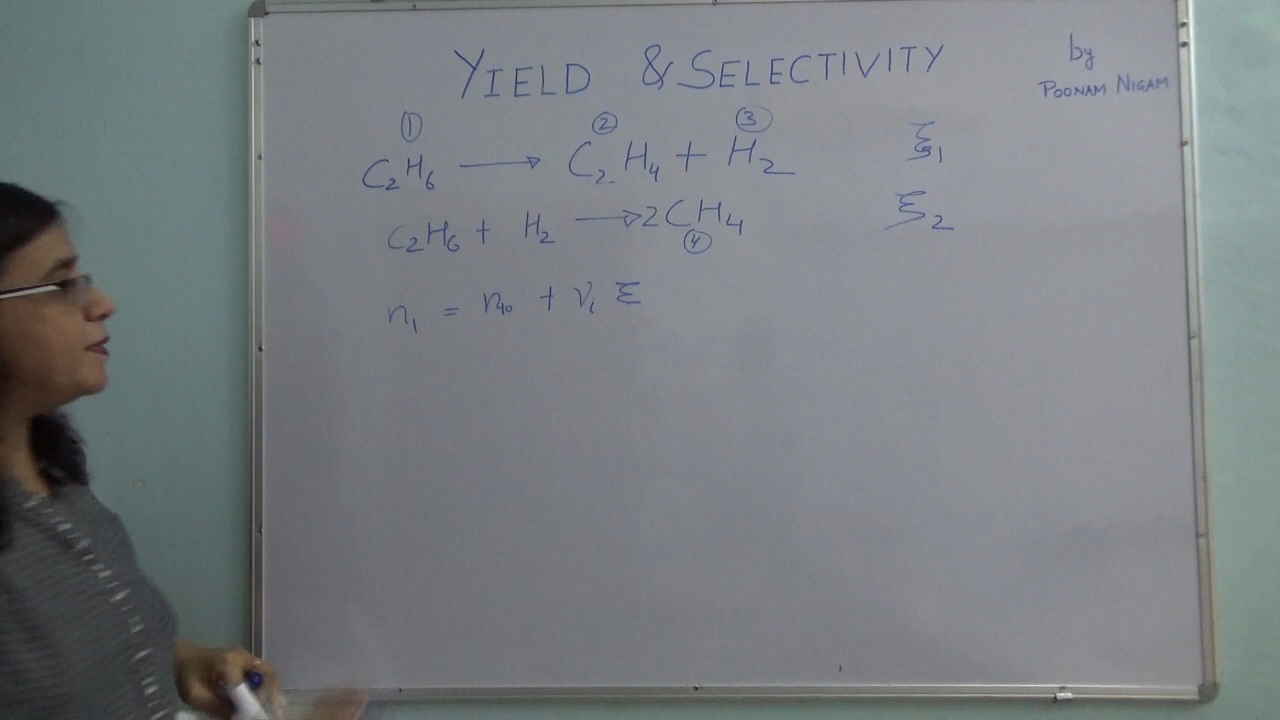 YIELD & SELECTIVITY
by
POONAM NIGAM
① ② ③
C₂H₆ → C₂H₄ + H₂ ξ₁
C₂H₆ + H₂ → 2CH₄ ξ₂
④
n₁ = n₁₀ + νᵢ ξ